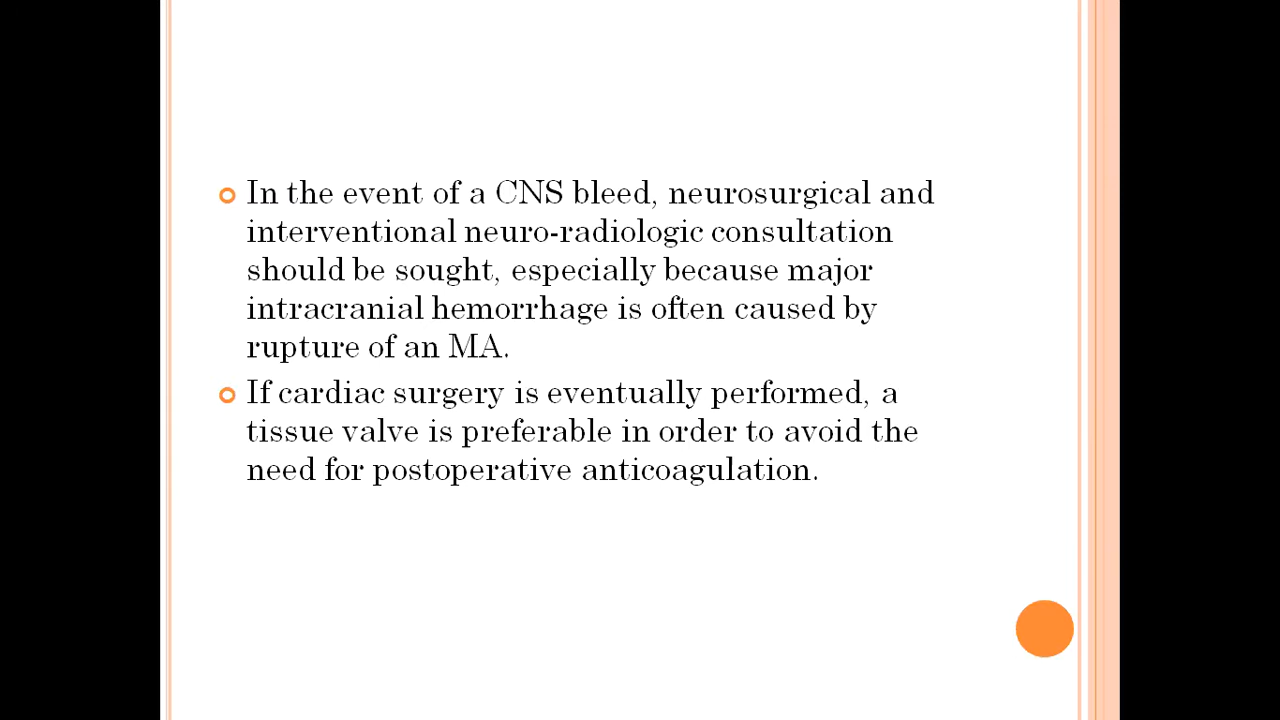 In the event of a CNS bleed, neurosurgical and
interventional neuro-radiologic consultation
should be sought, especially because major
intracranial hemorrhage is often caused by
rupture of an MA.
If cardiac surgery is eventually performed, a
tissue valve is preferable in order to avoid the
need for postoperative anticoagulation.